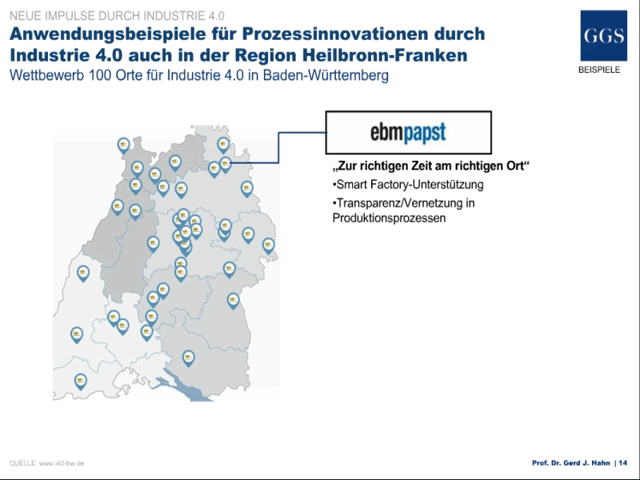 NEUE IMPULSE DURCH INDUSTRIE 4.0
Anwendungsbeispiele für Prozessinnovationen durch
Industrie 4.0 auch in der Region Heilbronn-Franken
Wettbewerb 100 Orte für Industrie 4.0 in Baden-Württemberg
GGS
BEISPIELE
ebmpapst
„Zur richtigen Zeit am richtigen Ort“
•Smart Factory-Unterstützung
•Transparenz/Vernetzung in
Produktionsprozessen
QUELLE: www.i40-bw.de
Prof. Dr. Gerd J. Hahn | 14